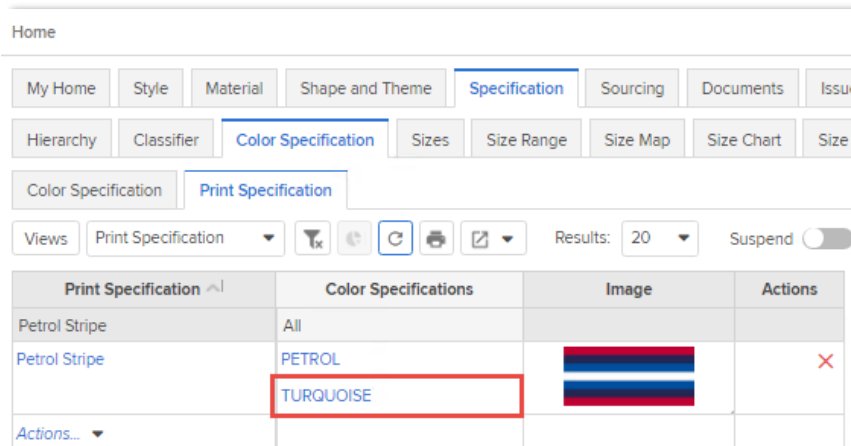 Home
My Home Style Material Shape and Theme Specification Sourcing Documents
Hierarchy Classifier Color Specification Sizes Size Range Size Map Size Chart Size
Color Specification Print Specification
Views Print Specification Results: 20 Suspend
Print Specification Color Specifications Image Actions
Petrol Stripe All
Petrol Stripe PETROL
TURQUOISE
Actions...